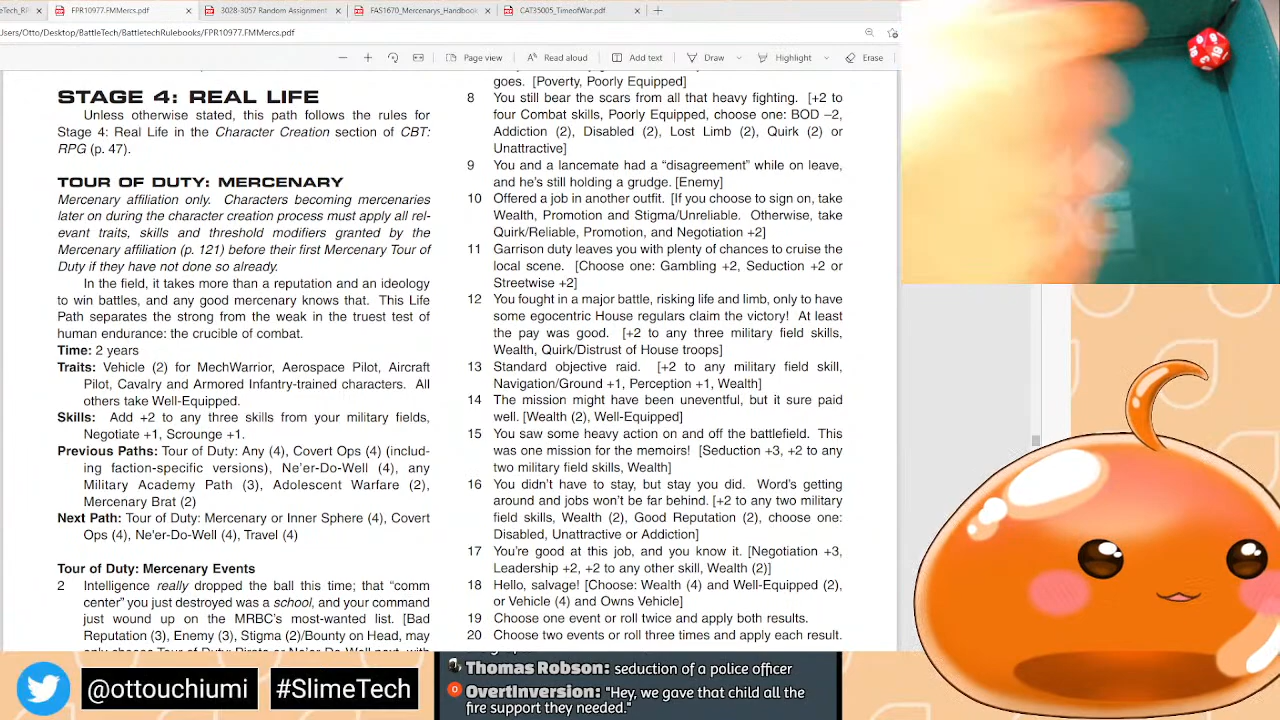 FPR10977.FMMercs.pdf
3028-3057 Random Assignment
FAS1670_Mercenarys_Handbook
CAT35005_TimeofWar.pdf
Users/Otto/Desktop/BattleTech/BattletechRulebooks/FPR10977.FMMercs.pdf
Page view
Read aloud
Add text
Draw
Highlight
Erase
STAGE 4: REAL LIFE
Unless otherwise stated, this path follows the rules for
Stage 4: Real Life in the Character Creation section of CBT:
RPG (p. 47).
TOUR OF DUTY: MERCENARY
Mercenary affiliation only. Characters becoming mercenaries
later on during the character creation process must apply all rel-
evant traits, skills and threshold modifiers granted by the
Mercenary affiliation (p. 121) before their first Mercenary Tour of
Duty if they have not done so already.
In the field, it takes more than a reputation and an ideology
to win battles, and any good mercenary knows that. This Life
Path separates the strong from the weak in the truest test of
human endurance: the crucible of combat.
Time: 2 years
Traits: Vehicle (2) for MechWarrior, Aerospace Pilot, Aircraft
Pilot, Cavalry and Armored Infantry-trained characters. All
others take Well-Equipped.
Skills: Add +2 to any three skills from your military fields,
Negotiate +1, Scrounge +1.
Previous Paths: Tour of Duty: Any (4), Covert Ops (4) (includ-
ing faction-specific versions), Ne'er-Do-Well (4), any
Military Academy Path (3), Adolescent Warfare (2),
Mercenary Brat (2)
Next Path: Tour of Duty: Mercenary or Inner Sphere (4), Covert
Ops (4), Ne'er-Do-Well (4), Travel (4)
Tour of Duty: Mercenary Events
2 Intelligence really dropped the ball this time; that "comm
center" you just destroyed was a school, and your command
just wound up on the MRBC's most-wanted list. [Bad
Reputation (3), Enemy (3), Stigma (2)/Bounty on Head, may
goes. [Poverty, Poorly Equipped]
8 You still bear the scars from all that heavy fighting. [+2 to
four Combat skills, Poorly Equipped, choose one: BOD –2,
Addiction (2), Disabled (2), Lost Limb (2), Quirk (2) or
Unattractive]
9 You and a lancemate had a "disagreement" while on leave,
and he's still holding a grudge. [Enemy]
10 Offered a job in another outfit. [If you choose to sign on, take
Wealth, Promotion and Stigma/Unreliable. Otherwise, take
Quirk/Reliable, Promotion, and Negotiation +2]
11 Garrison duty leaves you with plenty of chances to cruise the
local scene. [Choose one: Gambling +2, Seduction +2 or
Streetwise +2]
12 You fought in a major battle, risking life and limb, only to have
some egocentric House regulars claim the victory! At least
the pay was good. [+2 to any three military field skills,
Wealth, Quirk/Distrust of House troops]
13 Standard objective raid. [+2 to any military field skill,
Navigation/Ground +1, Perception +1, Wealth]
14 The mission might have been uneventful, but it sure paid
well. [Wealth (2), Well-Equipped]
15 You saw some heavy action on and off the battlefield. This
was one mission for the memoirs! [Seduction +3, +2 to any
two military field skills, Wealth]
16 You didn't have to stay, but stay you did. Word's getting
around and jobs won't be far behind. [+2 to any two military
field skills, Wealth (2), Good Reputation (2), choose one:
Disabled, Unattractive or Addiction]
17 You're good at this job, and you know it. [Negotiation +3,
Leadership +2, +2 to any other skill, Wealth (2)]
18 Hello, salvage! [Choose: Wealth (4) and Well-Equipped (2),
or Vehicle (4) and Owns Vehicle]
19 Choose one event or roll twice and apply both results.
20 Choose two events or roll three times and apply each result.
@ottouchiumi
#SlimeTech
Thomas Robson: seduction of a police officer
OvertInversion: "Hey, we gave that child all the
fire support they needed."